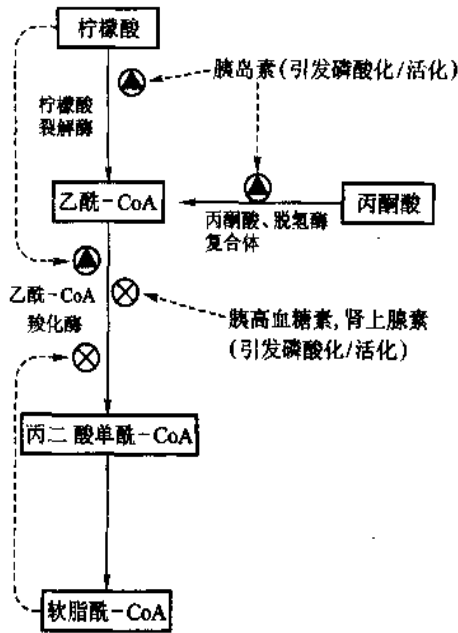 柠檬酸
胰岛素(引发磷酸化/活化)
柠檬酸
裂解酶
乙酰-CoA
丙酮酸
丙酮酸、脱氢酶
复合体
乙酰-CoA
羧化酶
胰高血糖素,肾上腺素
(引发磷酸化/活化)
丙二酸单酰-CoA
软脂酰-CoA